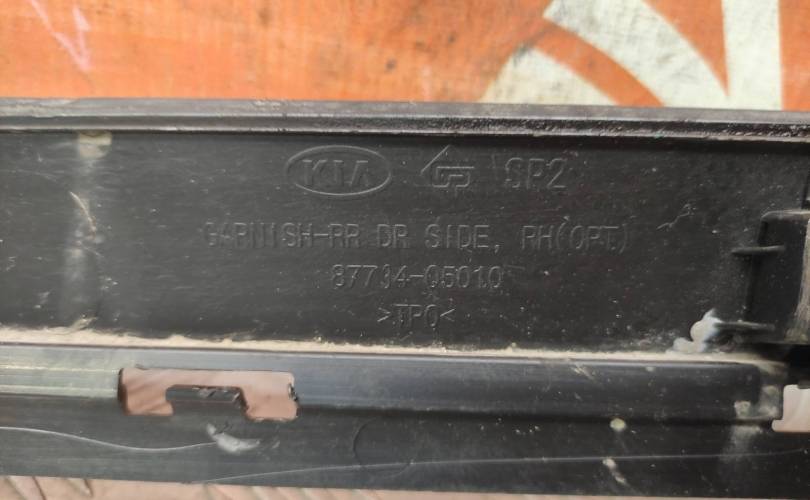 KIA SP2
GARNISH-RR DR SIDE, RH(OPT)
87734-Q5010
>TPO<